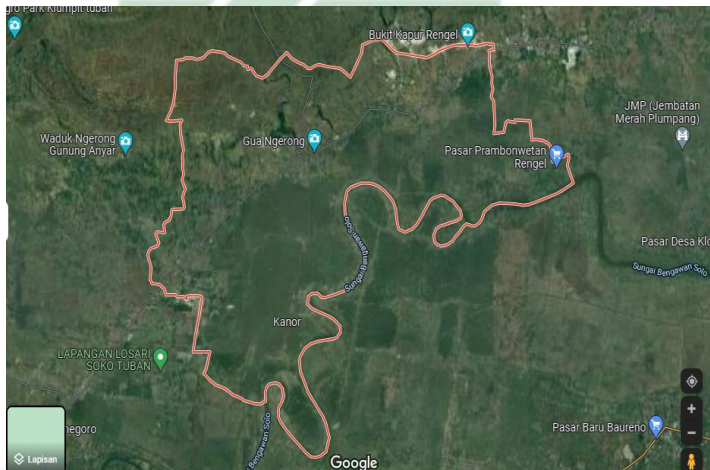 gro Park Klumpit tuban
Bukit Kapur Rengel
JMP (Jembatan
Merah Plumpang)
Waduk Ngerong
Gunung Anyar
Gua Ngerong
Pasar Prambonwetan
Rengel
Sungai Bengawan Solo
Pasar Desa Klo
Sungai Bengawan Solo
Kanor
LAPANGAN LOSARI
SOKO TUBAN
negoro
Bengawan Solo
Pasar Baru Baureno
Lapisan
Google